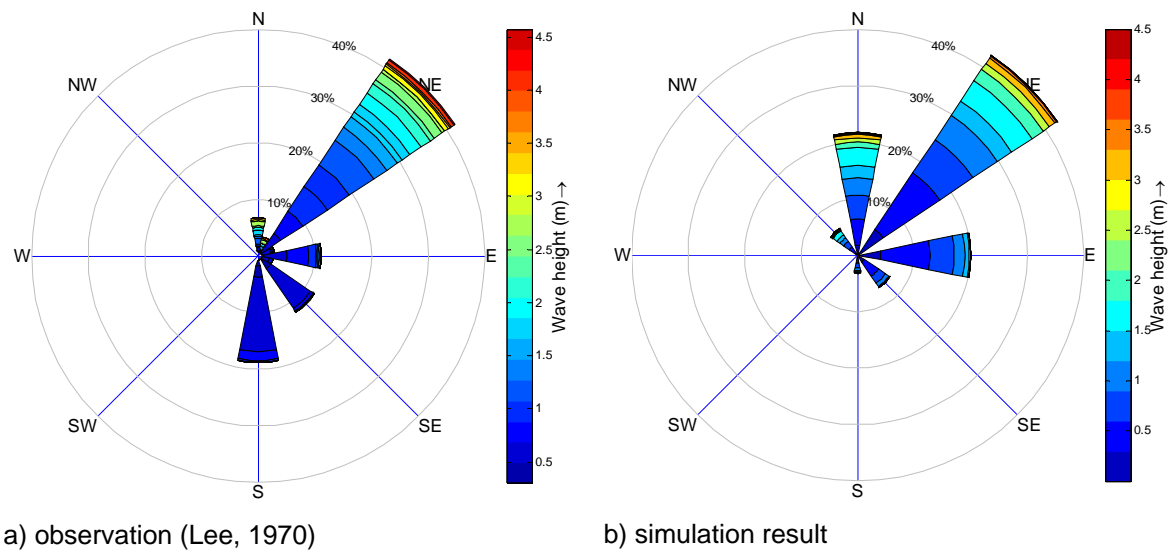 N
NW
NE
W
E
SW
SE
S
10%
20%
30%
40%
4.5
4
3.5
3
2.5
2
1.5
1
0.5
Wave height (m)→
a) observation (Lee, 1970)
N
NW
NE
W
E
SW
SE
S
10%
20%
30%
40%
4.5
4
3.5
3
2.5
2
1.5
1
0.5
Wave height (m)→
b) simulation result